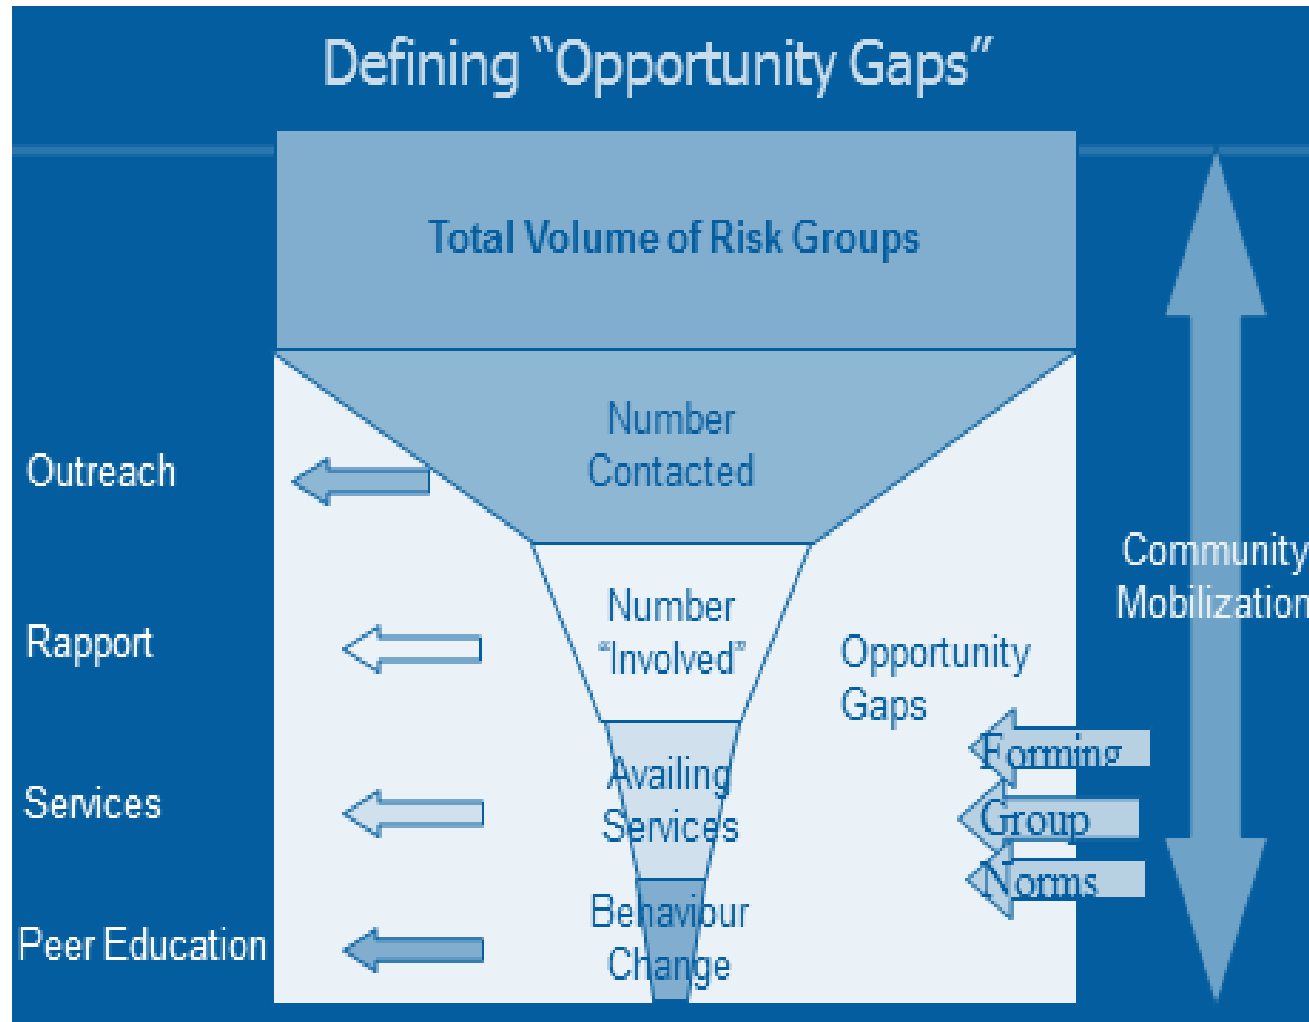 Defining “Opportunity Gaps”
Total Volume of Risk Groups
Number
Contacted
Outreach
Community
Mobilization
Number
“Involved”
Rapport
Opportunity
Gaps
Forming
Availing
Services
Services
Group
Norms
Behaviour
Change
Peer Education